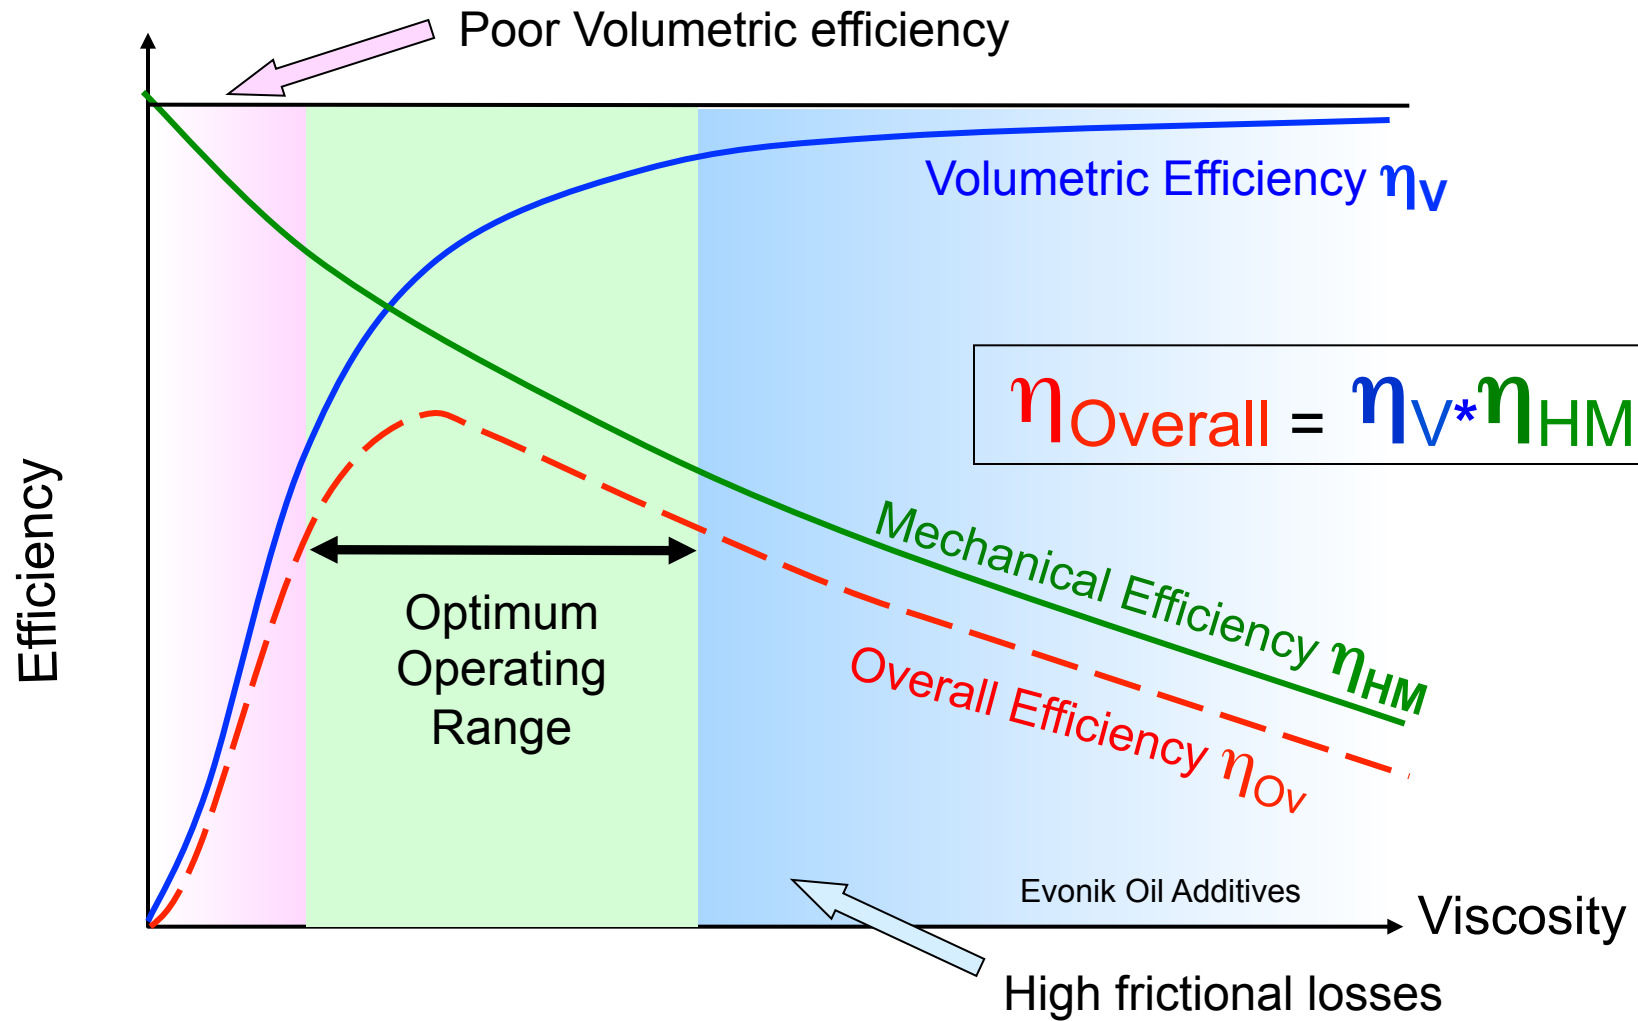 Poor Volumetric efficiency
Volumetric Efficiency ηV
ηOverall = ηV*ηHM
Efficiency
Mechanical Efficiency ηHM
Optimum
Operating
Range
Overall Efficiency ηOv
Evonik Oil Additives
Viscosity
High frictional losses